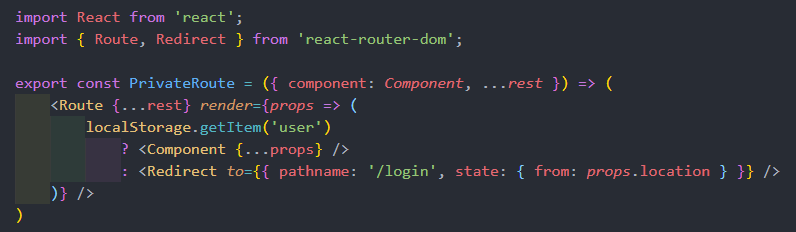 import React from 'react';
import { Route, Redirect } from 'react-router-dom';

export const PrivateRoute = ({ component: Component, ...rest }) => (
    <Route {...rest} render={props => (
        localStorage.getItem('user')
            ? <Component {...props} />
            : <Redirect to={{ pathname: '/login', state: { from: props.location } }} />
    )} />
)